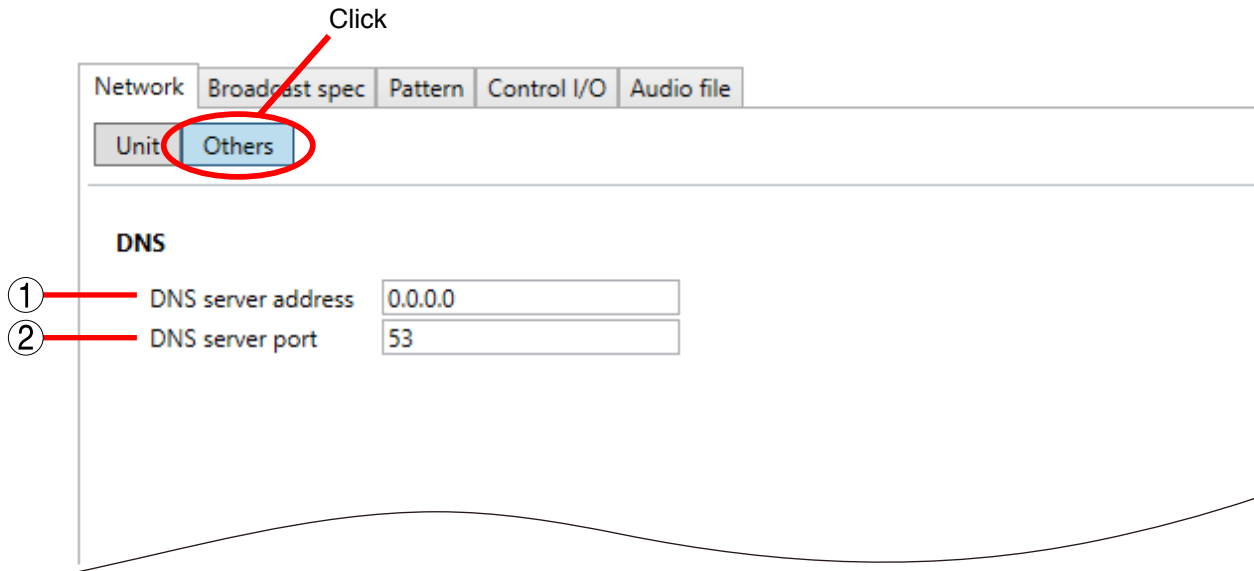 Click
Network Broadcast spec Pattern Control I/O Audio file
Unit Others
DNS
① DNS server address 0.0.0.0
② DNS server port 53